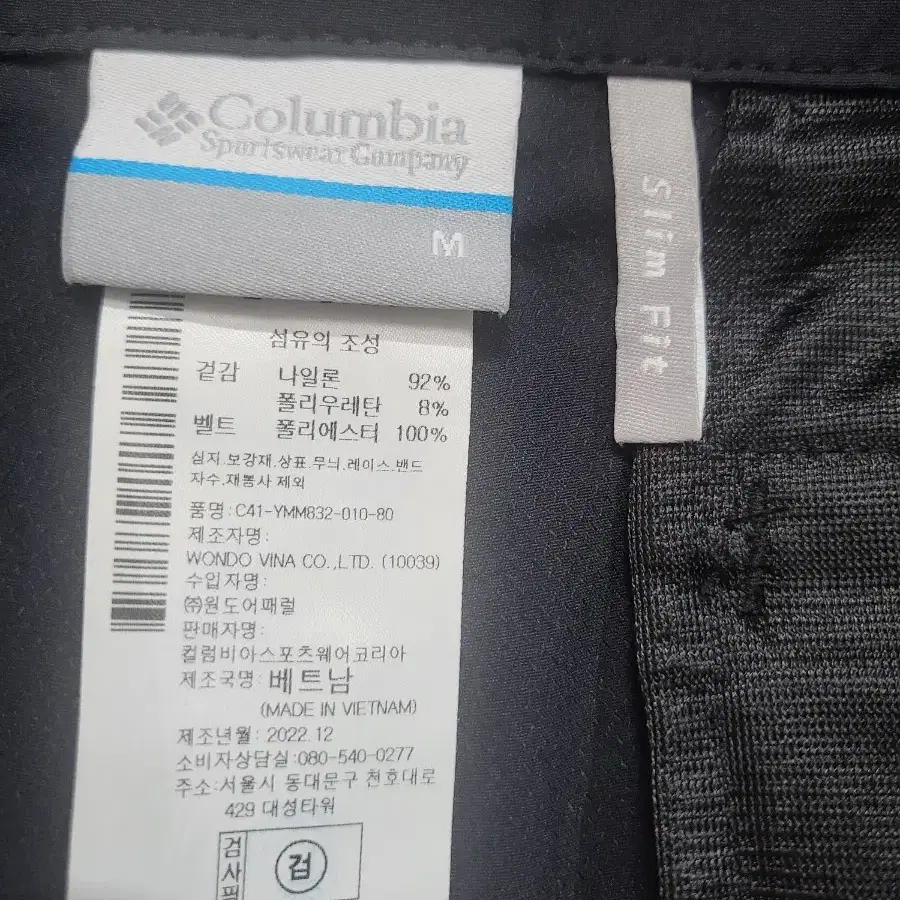 Columbia
Sportswear Company
M
Slim Fit
섬유의 조성
겉감 나일론 92%
폴리우레탄 8%
벨트 폴리에스터 100%
심지.보강재.상표.무늬.레이스.밴드
자수.재봉사 제외
품명:C41-YMM832-010-80
제조자명:
WONDO VINA CO.,LTD. (10039)
수입자명:
㈜원도어패럴
판매자명:
컬럼비아스포츠웨어코리아
제조국명: 베트남
(MADE IN VIETNAM)
제조년월: 2022.12
소비자상담실:080-540-0277
주소:서울시 동대문구 천호대로
429 대성타워
검사필
검